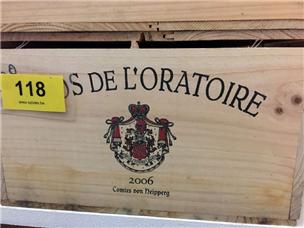 OS DE L'ORATOIRE
118
2006
Comtes von Neipperg